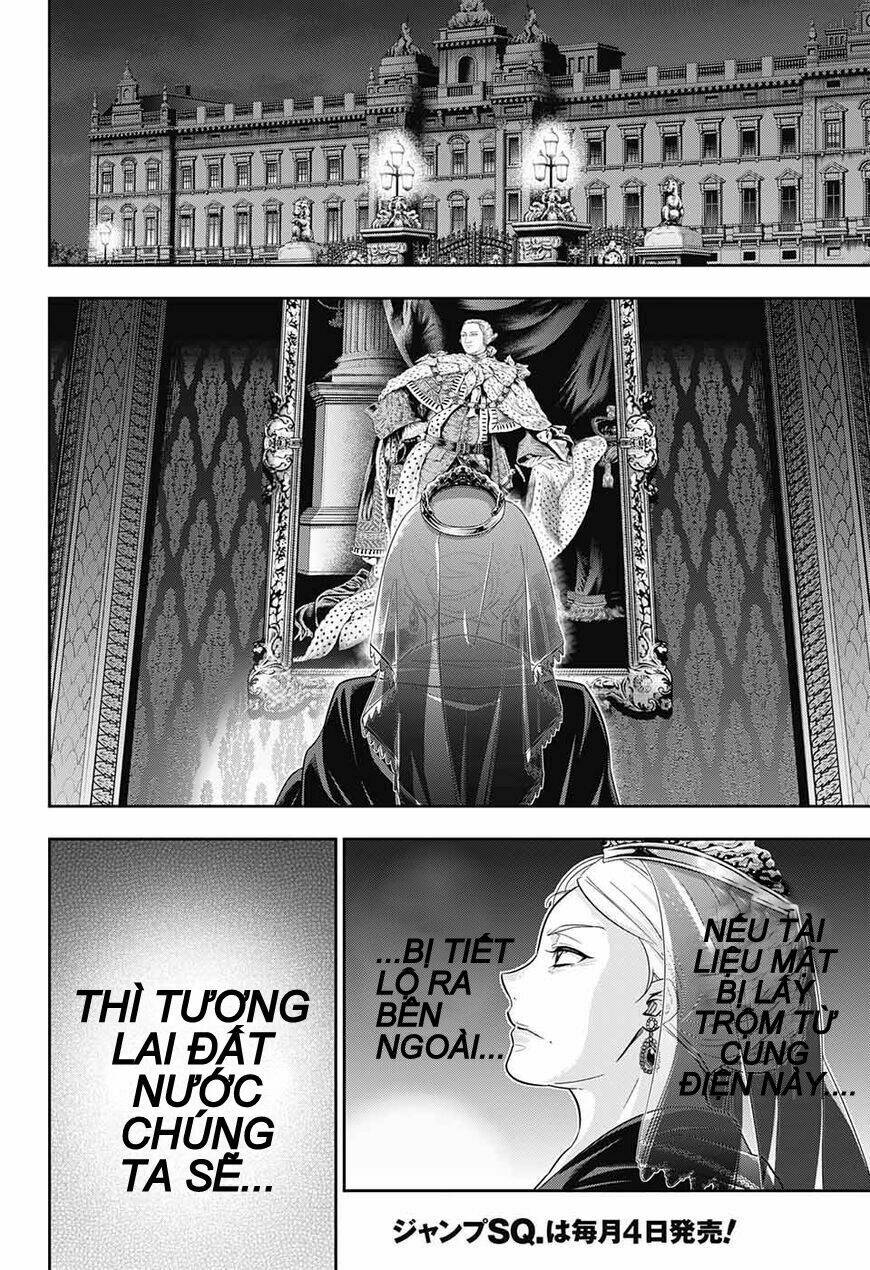 NẾU TÀI
LIỆU MẬT
BỊ LẤY
TRỘM TỪ
CUNG
ĐIỆN NÀY....
...BỊ TIẾT
LỘ RA
BÊN
NGOÀI...
THÌ TƯƠNG
LAI ĐẤT
NƯỚC
CHÚNG
TA SẼ...
ジャンプSQ.は毎月4日発売!